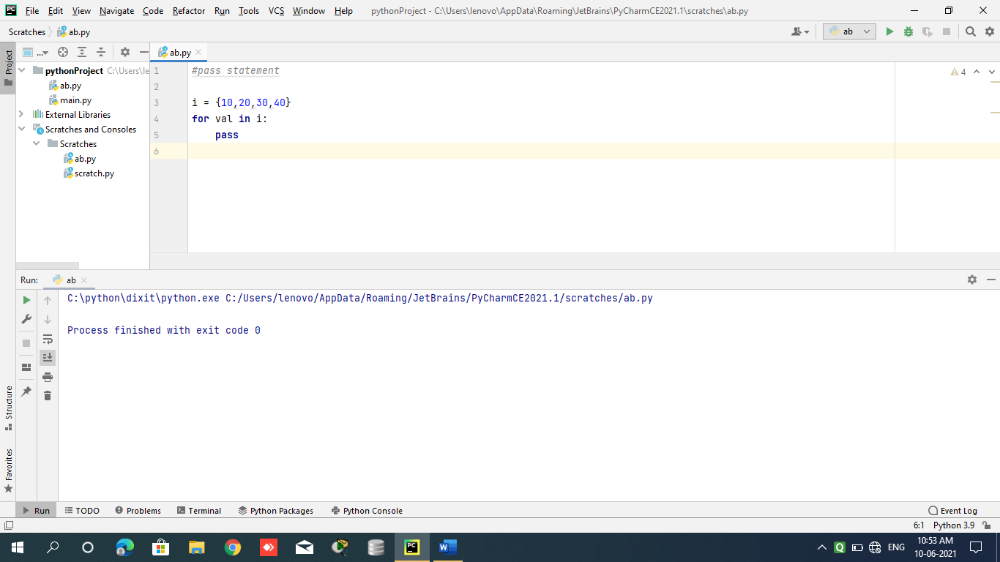 PC File Edit View Navigate Code Refactor Run Tools VCS Window Help pythonProject - C:\Users\lenovo\AppData\Roaming\JetBrains\PyCharmCE2021.1\scratches\ab.py
Scratches ab.py ab
Project ... ab.py
pythonProject C:\Users\le
ab.py
main.py
External Libraries
Scratches and Consoles
Scratches
ab.py
scratch.py
1 #pass statement 4
2
3 i = {10,20,30,40}
4 for val in i:
5     pass
6
Run: ab
C:\python\dixit\python.exe C:/Users/lenovo/AppData/Roaming/JetBrains/PyCharmCE2021.1/scratches/ab.py
Process finished with exit code 0
Structure
Favorites
Run TODO Problems Terminal Python Packages Python Console Event Log
6:1 Python 3.9
PC W Q ENG 10:53 AM
10-06-2021